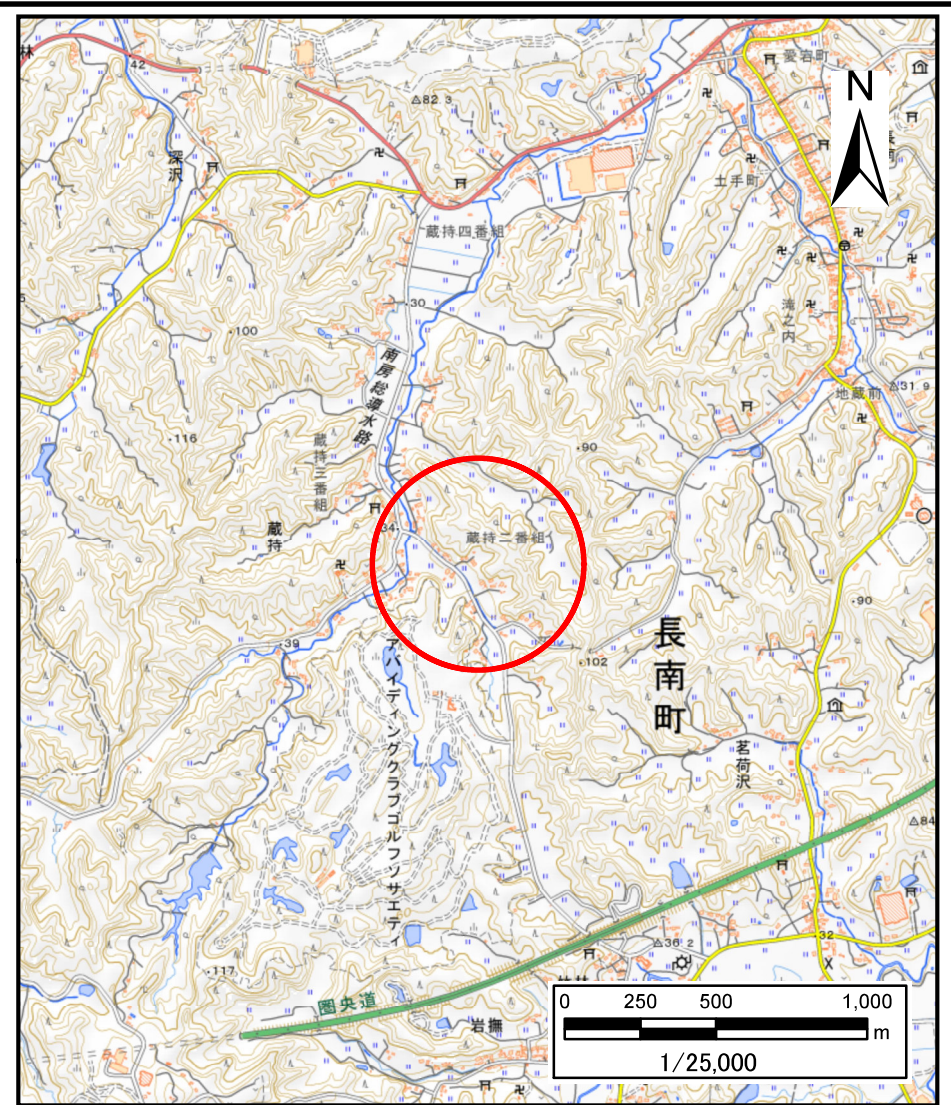 林
42
82.3
愛宕町
N
深沢
土手町
蔵持四番組
30
滝之内
100
南房総導水路
地蔵前
31.9
116
蔵持三番組
90
蔵持
34
蔵持二番組
90
39
102
長南町
アバイディングクラブゴルフソサエティ
茗荷沢
84
32
36.2
117
圏央道
岩撫
0 250 500 1,000
m
1/25,000